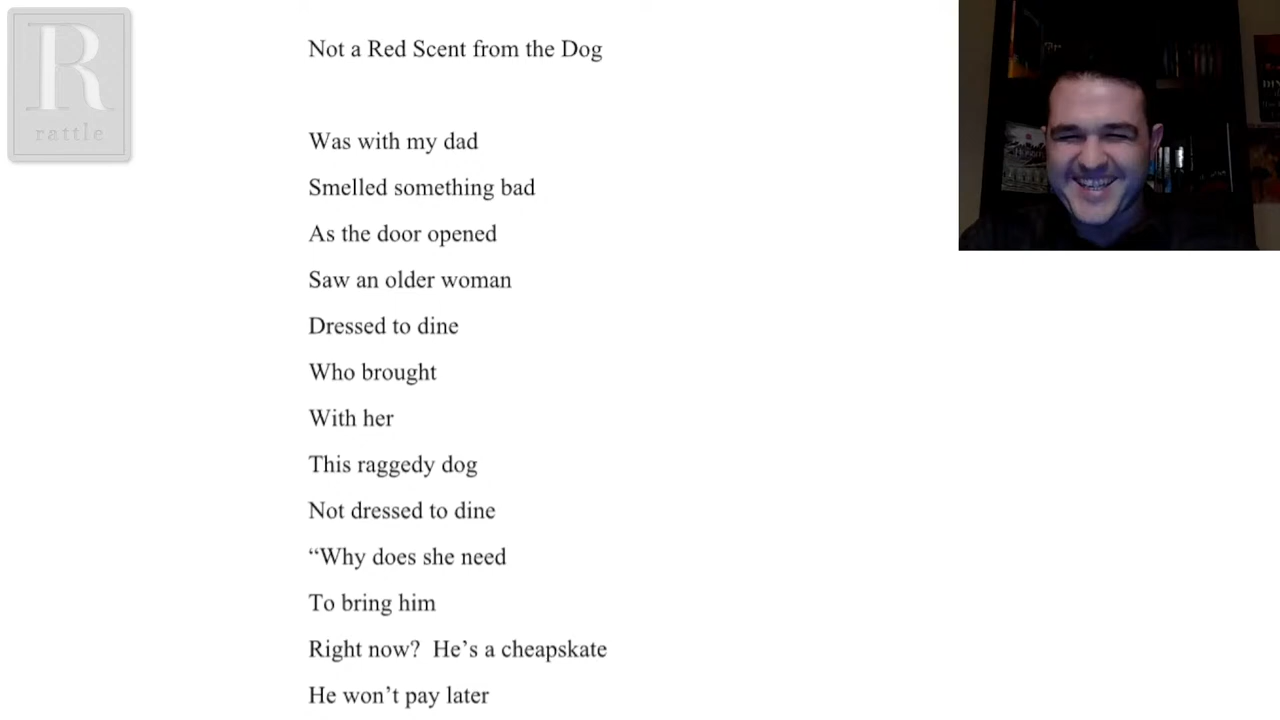 R
rattle
Not a Red Scent from the Dog
Was with my dad
Smelled something bad
As the door opened
Saw an older woman
Dressed to dine
Who brought
With her
This raggedy dog
Not dressed to dine
“Why does she need
To bring him
Right now?  He’s a cheapskate
He won’t pay later